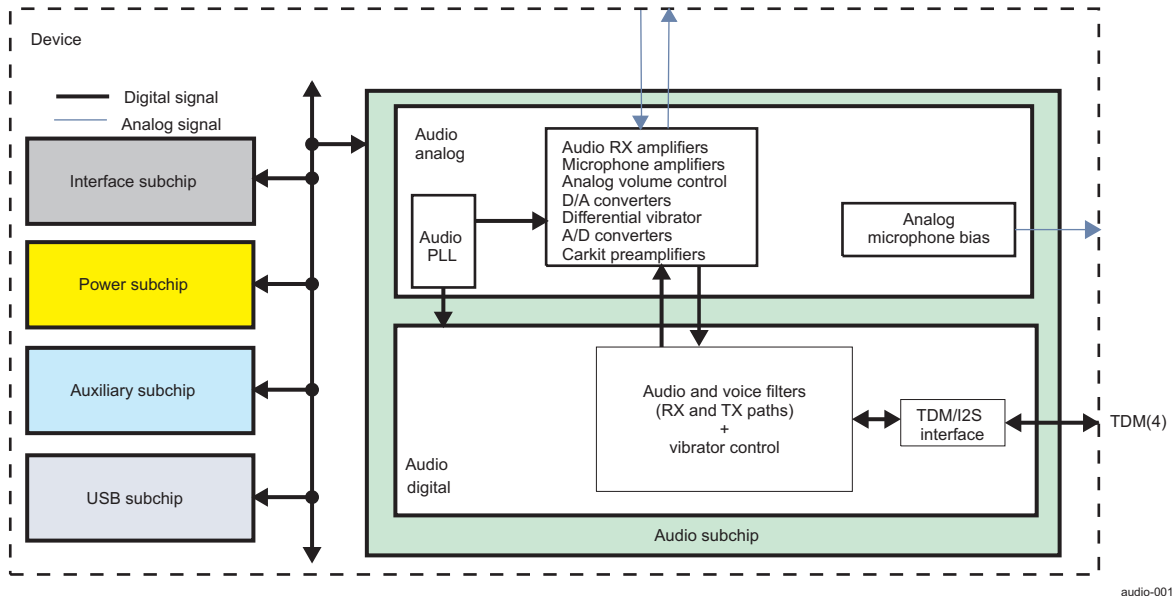 Device
Digital signal
Analog signal
Interface subchip
Power subchip
Auxiliary subchip
USB subchip
Audio
analog
Audio RX amplifiers
Microphone amplifiers
Analog volume control
D/A converters
Differential vibrator
A/D converters
Carkit preamplifiers
Audio
PLL
Analog
microphone bias
Audio and voice filters
(RX and TX paths)
+
vibrator control
TDM/I2S
interface
TDM(4)
Audio
digital
Audio subchip
audio-001